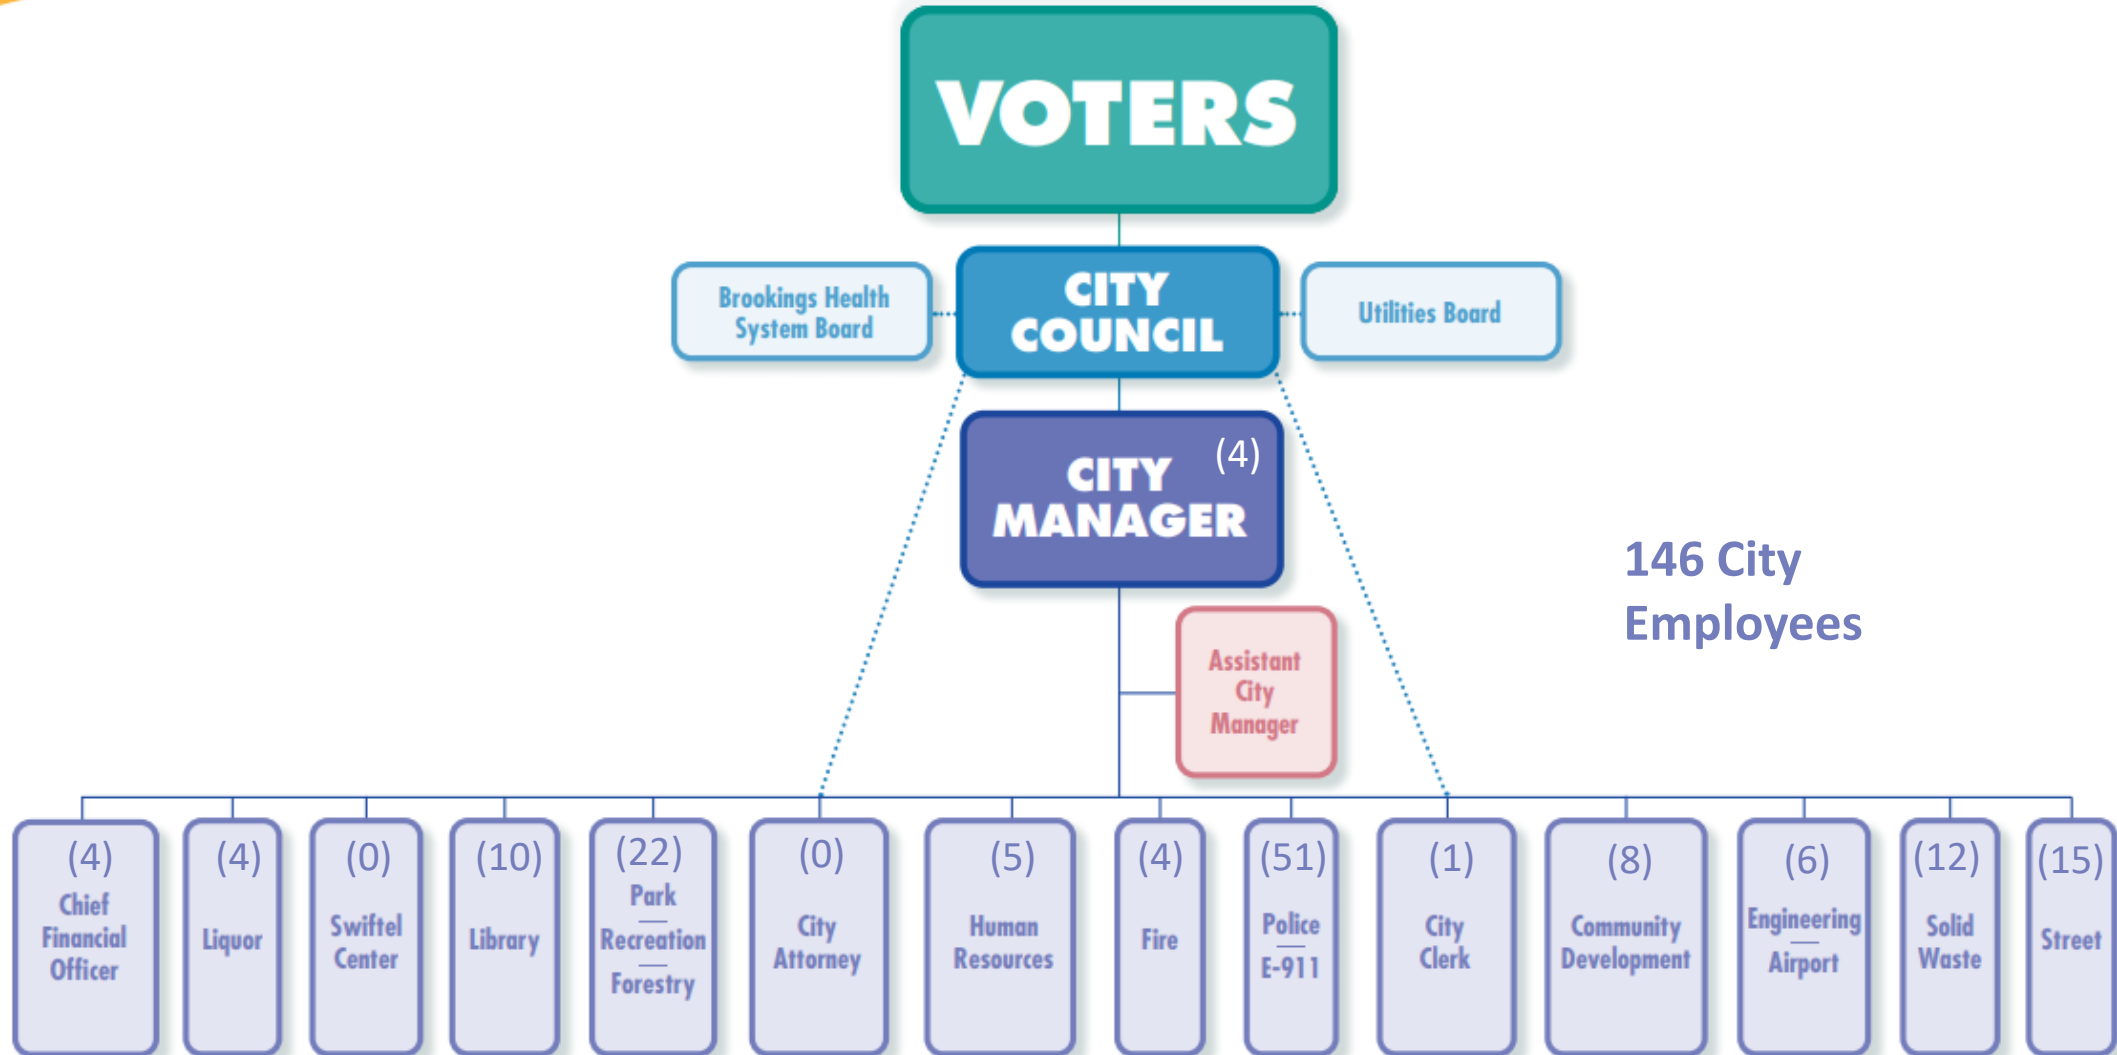 VOTERS
Brookings Health
System Board
CITY
COUNCIL
Utilities Board
(4)
CITY
MANAGER
146 City
Employees
Assistant
City
Manager
(4)
Chief
Financial
Officer
(4)
Liquor
(0)
Swiftel
Center
(10)
Library
(22)
Park
Recreation
Forestry
(0)
City
Attorney
(5)
Human
Resources
(4)
Fire
(51)
Police
E-911
(1)
City
Clerk
(8)
Community
Development
(6)
Engineering
Airport
(12)
Solid
Waste
(15)
Street